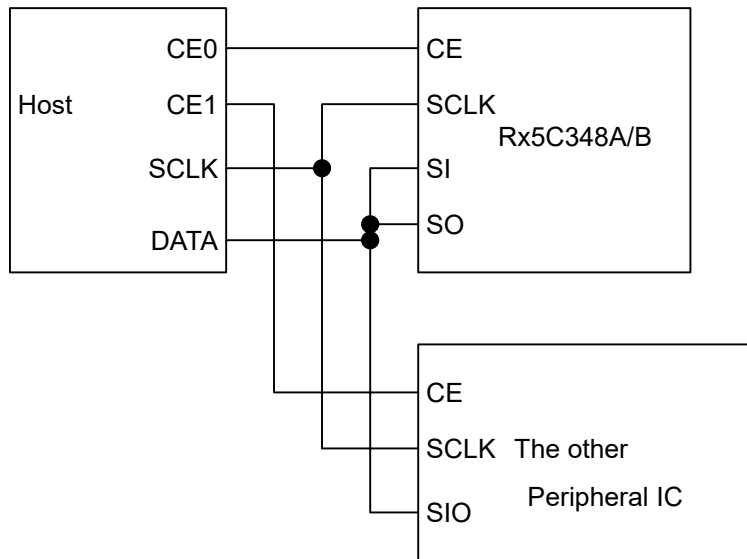 CE0
CE
Host
CE1
SCLK
Rx5C348A/B
SCLK
SI
SO
DATA
CE
SCLK
The other
Peripheral IC
SIO